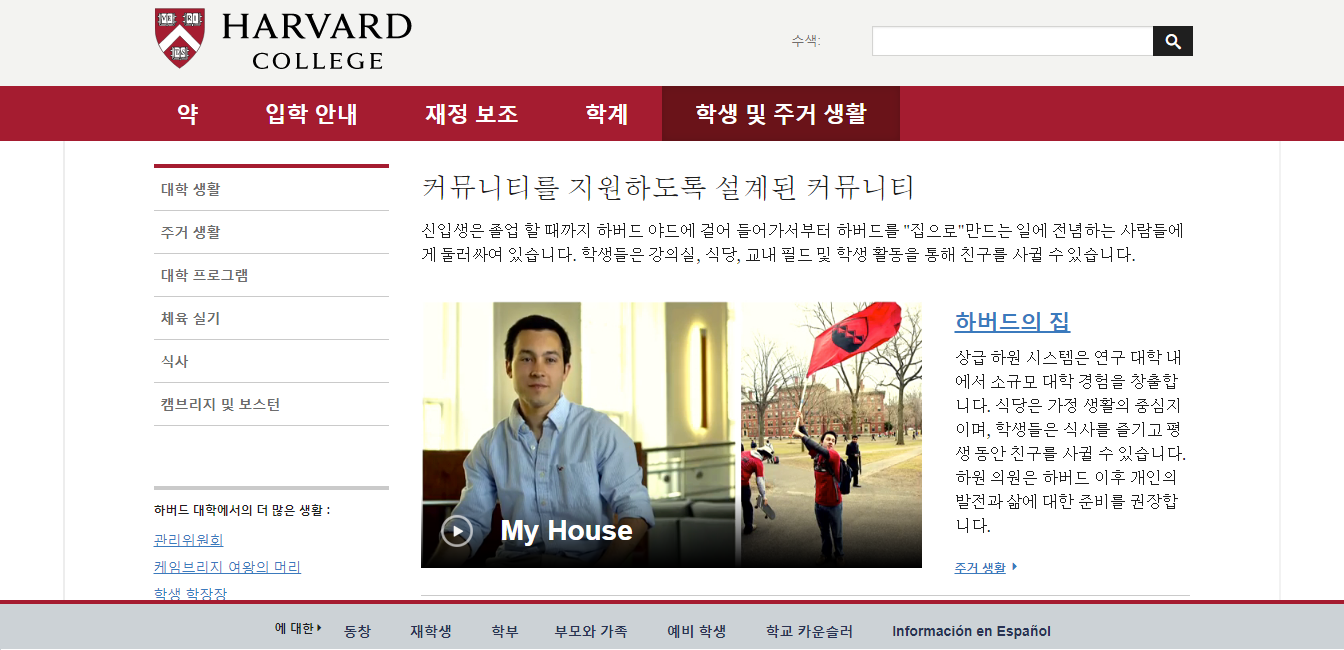 HARVARD
COLLEGE
수색:
약 입학 안내 재정 보조 학계 학생 및 주거 생활
대학 생활
주거 생활
대학 프로그램
체육 실기
식사
캠브리지 및 보스턴
하버드 대학에서의 더 많은 생활 :
관리위원회
케임브리지 여왕의 머리
학생 학장장
커뮤니티를 지원하도록 설계된 커뮤니티
신입생은 졸업 할 때까지 하버드 야드에 걸어 들어가서부터 하버드를 "집으로"만드는 일에 전념하는 사람들에
게 둘러싸여 있습니다. 학생들은 강의실, 식당, 교내 필드 및 학생 활동을 통해 친구를 사귈 수 있습니다.
My House
하버드의 집
상급 하원 시스템은 연구 대학 내
에서 소규모 대학 경험을 창출합
니다. 식당은 가정 생활의 중심지
이며, 학생들은 식사를 즐기고 평
생 동안 친구를 사귈 수 있습니다.
하원 의원은 하버드 이후 개인의
발전과 삶에 대한 준비를 권장합
니다.
주거 생활
에 대한 동창 재학생 학부 부모와 가족 예비 학생 학교 카운슬러 Información en Español